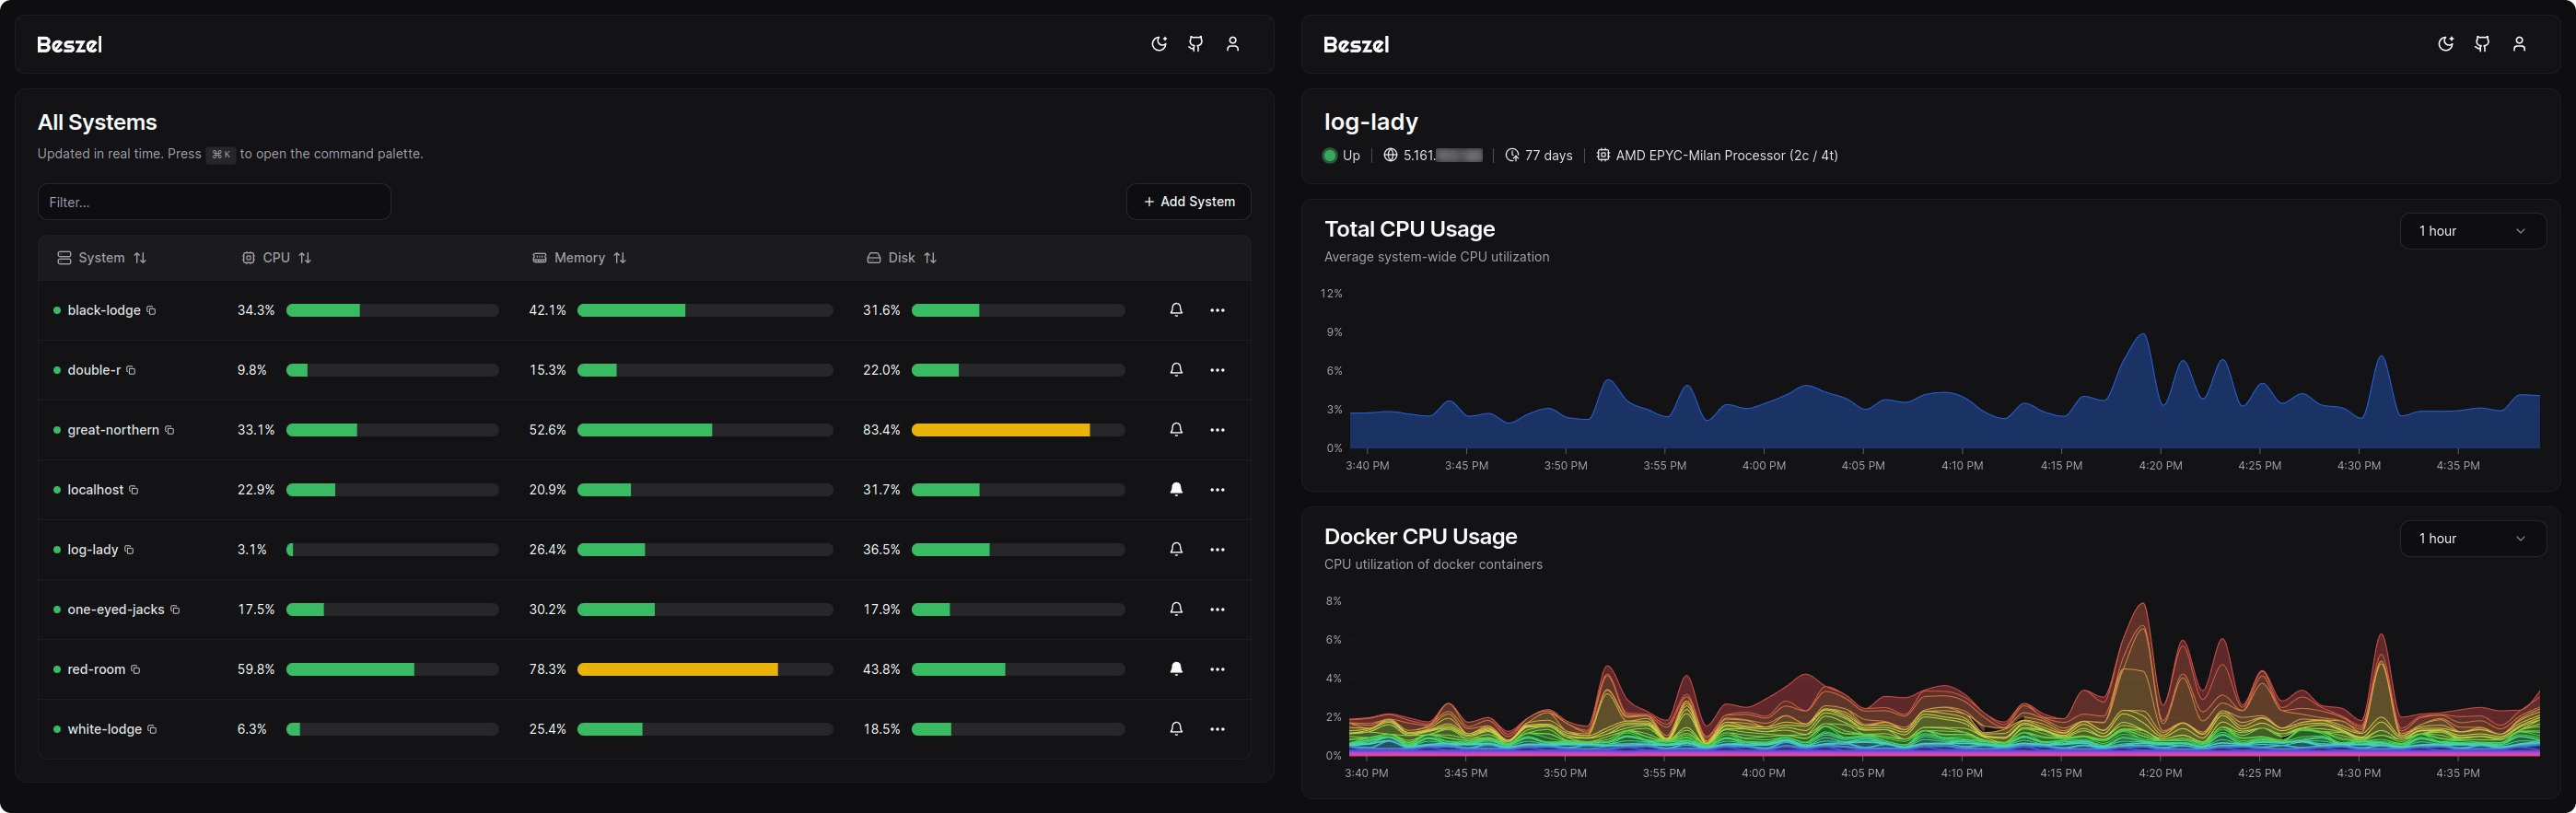 Beszel
All Systems
Updated in real time. Press ⌘ K to open the command palette.
Filter...
+ Add System
System CPU Memory Disk
black-lodge 34.3% 42.1% 31.6%
double-r 9.8% 15.3% 22.0%
great-northern 33.1% 52.6% 83.4%
localhost 22.9% 20.9% 31.7%
log-lady 3.1% 26.4% 36.5%
one-eyed-jacks 17.5% 30.2% 17.9%
red-room 59.8% 78.3% 43.8%
white-lodge 6.3% 25.4% 18.5%
Beszel
log-lady
Up 5.161. 77 days AMD EPYC-Milan Processor (2c / 4t)
Total CPU Usage
1 hour
Average system-wide CPU utilization
12%
9%
6%
3%
0%
3:40 PM 3:45 PM 3:50 PM 3:55 PM 4:00 PM 4:05 PM 4:10 PM 4:15 PM 4:20 PM 4:25 PM 4:30 PM 4:35 PM
Docker CPU Usage
1 hour
CPU utilization of docker containers
8%
6%
4%
2%
0%
3:40 PM 3:45 PM 3:50 PM 3:55 PM 4:00 PM 4:05 PM 4:10 PM 4:15 PM 4:20 PM 4:25 PM 4:30 PM 4:35 PM